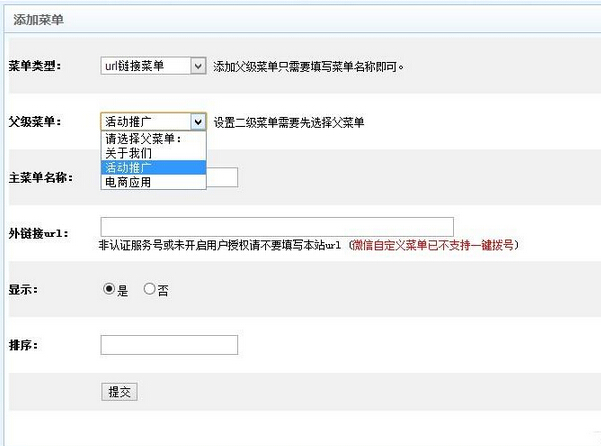 添加菜单
菜单类型： url链接菜单 添加父级菜单只需要填写菜单名称即可。
父级菜单： 活动推广 设置二级菜单需要先选择父菜单
请选择父菜单：
关于我们
活动推广
电商应用
主菜单名称：
外链接url：
非认证服务号或未开启用户授权请不要填写本站url（微信自定义菜单已不支持一键拨号）
显示： 是 否
排序：
提交